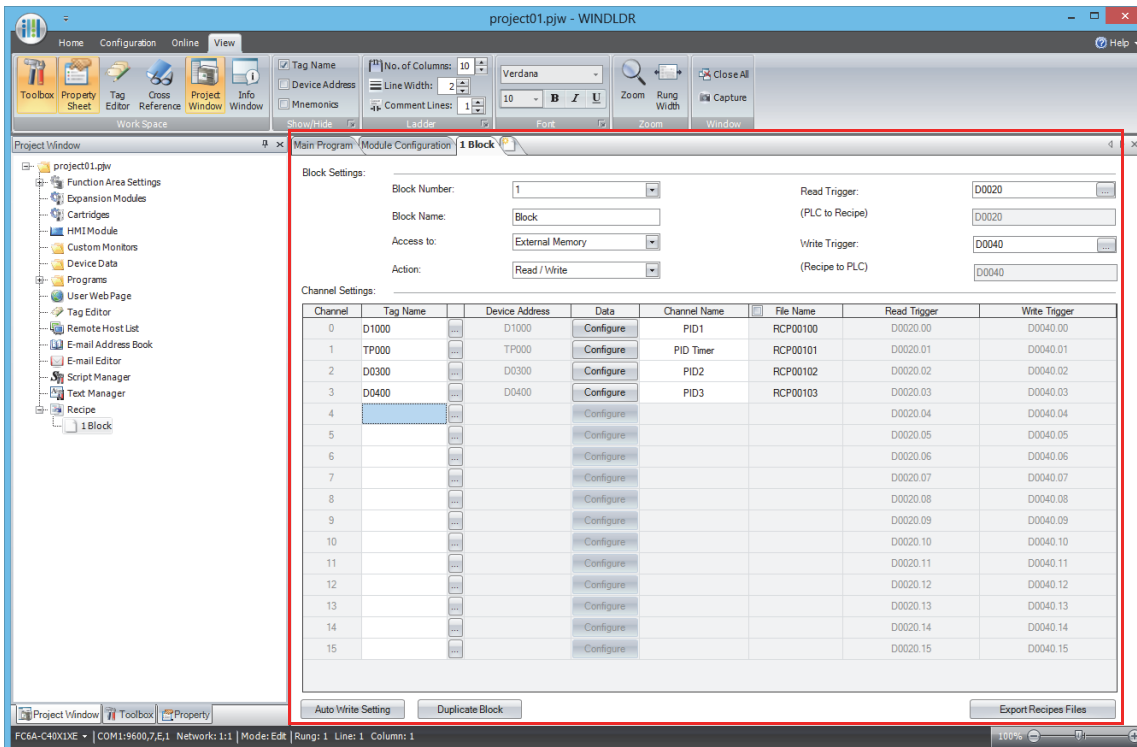 project01.pjw - WINDLDR
Home Configuration Online View Help
Toolbox Property Sheet Tag Editor Cross Reference Project Window Info Window
Work Space
Tag Name
Device Address
Mnemonics
Show/Hide
No. of Columns: 10
Line Width: 2
Comment Lines: 1
Ladder
Verdana
10 B I U
Font
Zoom Rung Width
Zoom
Close All
Capture
Window
Project Window
project01.pjw
Function Area Settings
Expansion Modules
Cartridges
HMI Module
Custom Monitors
Device Data
Programs
User Web Page
Tag Editor
Remote Host List
E-mail Address Book
E-mail Editor
Script Manager
Text Manager
Recipe
1 Block
Project Window Toolbox Property
Main Program Module Configuration 1 Block
Block Settings:
Block Number: 1 Read Trigger: D0020 ...
Block Name: Block (PLC to Recipe) D0020
Access to: External Memory Write Trigger: D0040 ...
Action: Read / Write (Recipe to PLC) D0040
Channel Settings:
Channel Tag Name Device Address Data Channel Name File Name Read Trigger Write Trigger
0 D1000 ... D1000 Configure PID1 RCP00100 D0020.00 D0040.00
1 TP000 ... TP000 Configure PID Timer RCP00101 D0020.01 D0040.01
2 D0300 ... D0300 Configure PID2 RCP00102 D0020.02 D0040.02
3 D0400 ... D0400 Configure PID3 RCP00103 D0020.03 D0040.03
4 ... Configure D0020.04 D0040.04
5 ... Configure D0020.05 D0040.05
6 ... Configure D0020.06 D0040.06
7 ... Configure D0020.07 D0040.07
8 ... Configure D0020.08 D0040.08
9 ... Configure D0020.09 D0040.09
10 ... Configure D0020.10 D0040.10
11 ... Configure D0020.11 D0040.11
12 ... Configure D0020.12 D0040.12
13 ... Configure D0020.13 D0040.13
14 ... Configure D0020.14 D0040.14
15 ... Configure D0020.15 D0040.15
Auto Write Setting Duplicate Block Export Recipes Files
FC6A-C40X1XE COM1:9600,7,E,1 Network: 1:1 Mode: Edit Rung: 1 Line: 1 Column: 1 100%